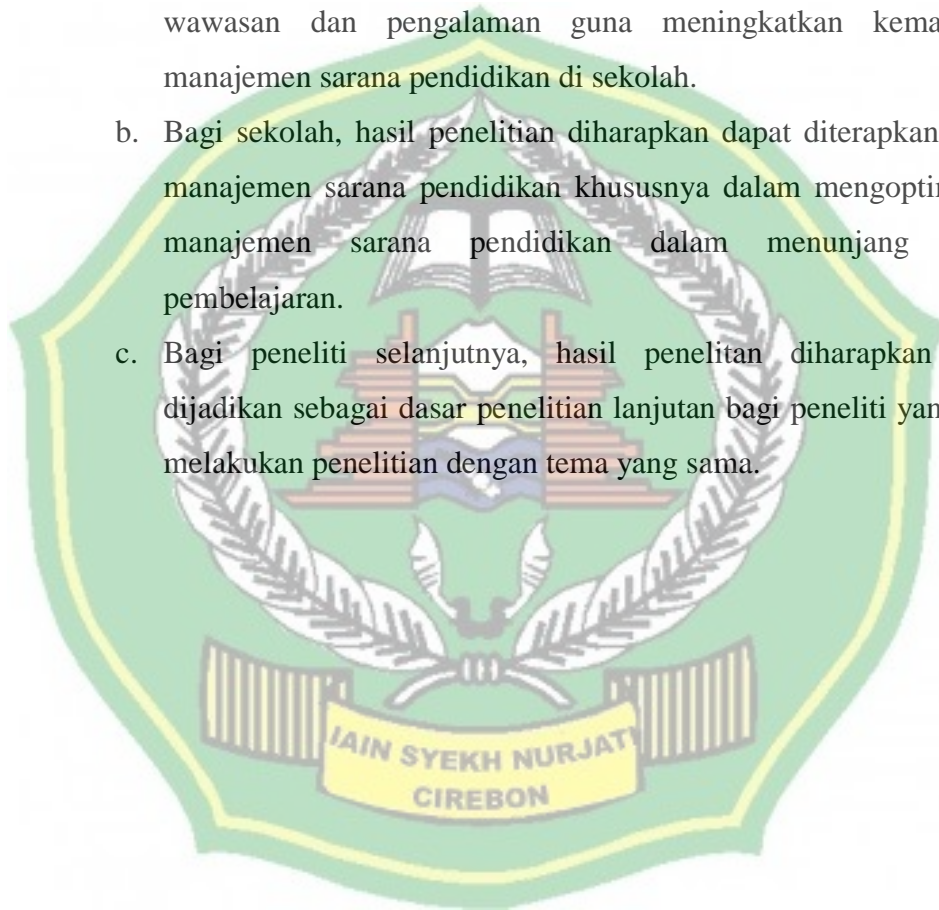 wawasan dan pengalaman guna meningkatkan kema
manajemen sarana pendidikan di sekolah.
b. Bagi sekolah, hasil penelitian diharapkan dapat diterapkan
manajemen sarana pendidikan khususnya dalam mengoptim
manajemen sarana pendidikan dalam menunjang
pembelajaran.
c. Bagi peneliti selanjutnya, hasil penelitan diharapkan
dijadikan sebagai dasar penelitian lanjutan bagi peneliti yan
melakukan penelitian dengan tema yang sama.
IAIN SYEKH NURJATI
CIREBON